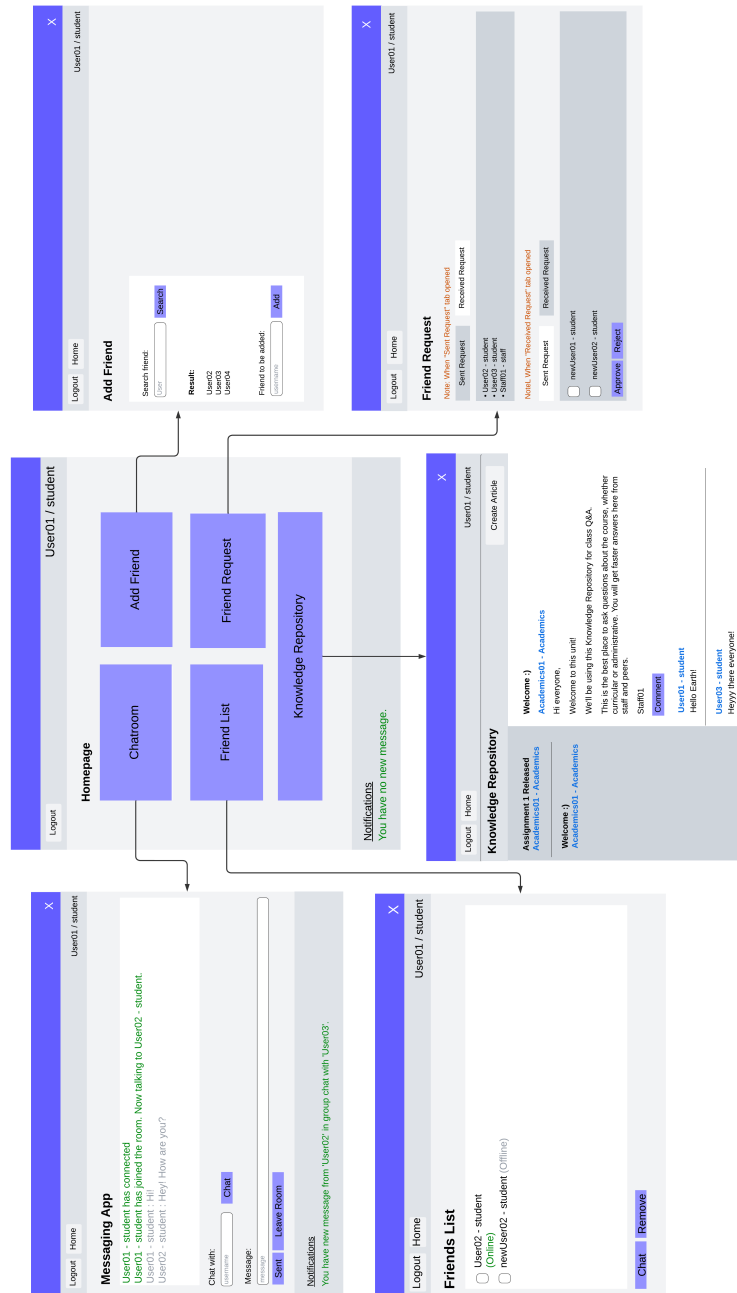 X
Logout Home User01 / student
Messaging App
User01 - student has connected
User01 - student has joined the room. Now talking to User02 - student.
User01 - student : Hi!
User02 - student : Hey! How are you?
Chat with:
username
Chat
Message:
message
Sent Leave Room
Notifications
You have new message from 'User02' in group chat with 'User03'.
Logout User01 / student
Homepage
Chatroom Add Friend
Friend List Friend Request
Knowledge Repository
Notifications
You have no new message.
X
Logout Home User01 / student
Add Friend
Search friend:
User
Search
Result:
User02
User03
User04
Friend to be added:
username
Add
X
Logout Home User01 / student
Friends List
User02 - student
(Online)
newUser02 - student (Offline)
Chat Remove
X
Logout Home User01 / student
Knowledge Repository Create Article
Assignment 1 Released
Academics01 - Academics
Welcome :)
Academics01 - Academics
Welcome :)
Academics01 - Academics
Hi everyone,
Welcome to this unit!
We'll be using this Knowledge Repository for class Q&A.
This is the best place to ask questions about the course, whether
curricular or administrative. You will get faster answers here from
staff and peers.
Staff01
Comment
User01 - student
Hello Earth!
User03 - student
Heyyy there everyone!
X
Logout Home User01 / student
Friend Request
Note: When "Sent Request" tab opened
Sent Request Received Request
• User02 - student
• User03 - student
• Staff01 - staff
Notel, When "Received Request" tab opened
Sent Request Received Request
newUser01 - student
newUser02 - student
Approve Reject